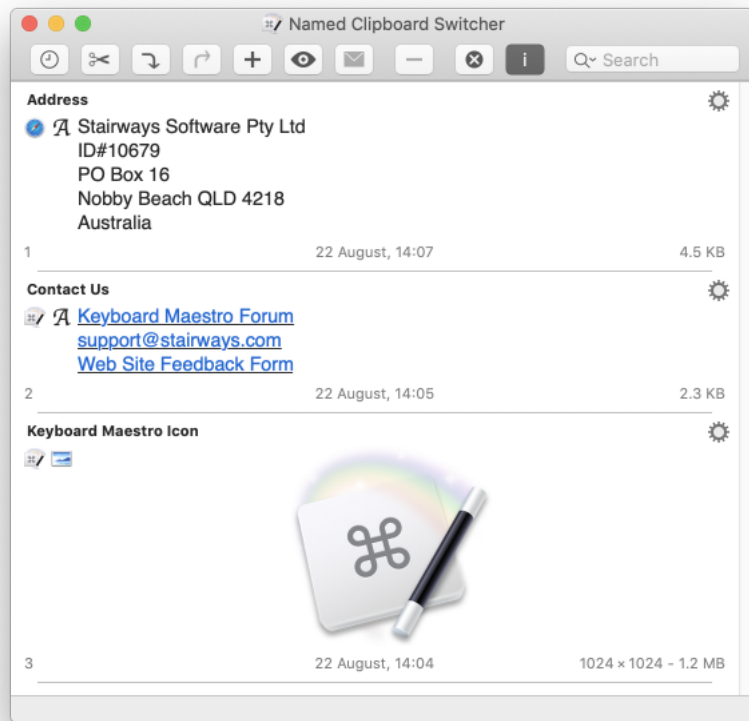 Named Clipboard Switcher
Search
Address
Stairways Software Pty Ltd
ID#10679
PO Box 16
Nobby Beach QLD 4218
Australia
1 22 August, 14:07 4.5 KB
Contact Us
Keyboard Maestro Forum
support@stairways.com
Web Site Feedback Form
2 22 August, 14:05 2.3 KB
Keyboard Maestro Icon
3 22 August, 14:04 1024 × 1024 - 1.2 MB